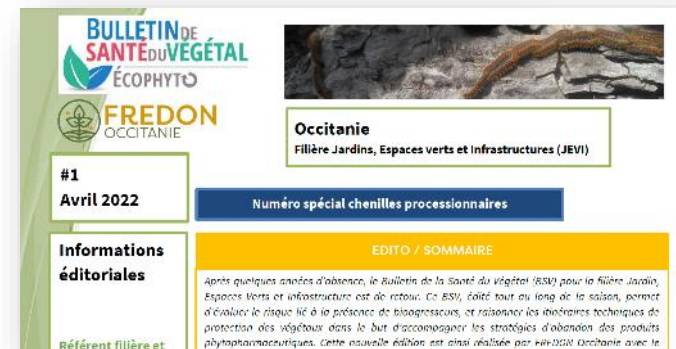 BULLETIN DE
SANTÉ DU VÉGÉTAL
ÉCOPHYTO
FREDON
OCCITANIE
Occitanie
Filière Jardins, Espaces verts et Infrastructures (JEVI)
#1
Avril 2022
Numéro spécial chenilles processionnaires
Informations
éditoriales
Référent filière et
EDITO / SOMMAIRE
Après quelques années d'absence, le Bulletin de la Santé du Végétal (BSV) pour la filière Jardin,
Espaces Verts et Infrastructure est de retour. Ce BSV, édité tout au long de la saison, permet
d'évaluer le risque lié à la présence de bioagresseurs, et raisonner les itinéraires techniques de
protection des végétaux dans le but d'accompagner les stratégies d'abandon des produits
phytopharmaceutiques. Cette nouvelle édition est ainsi réalisée par FREDON Occitanie avec le